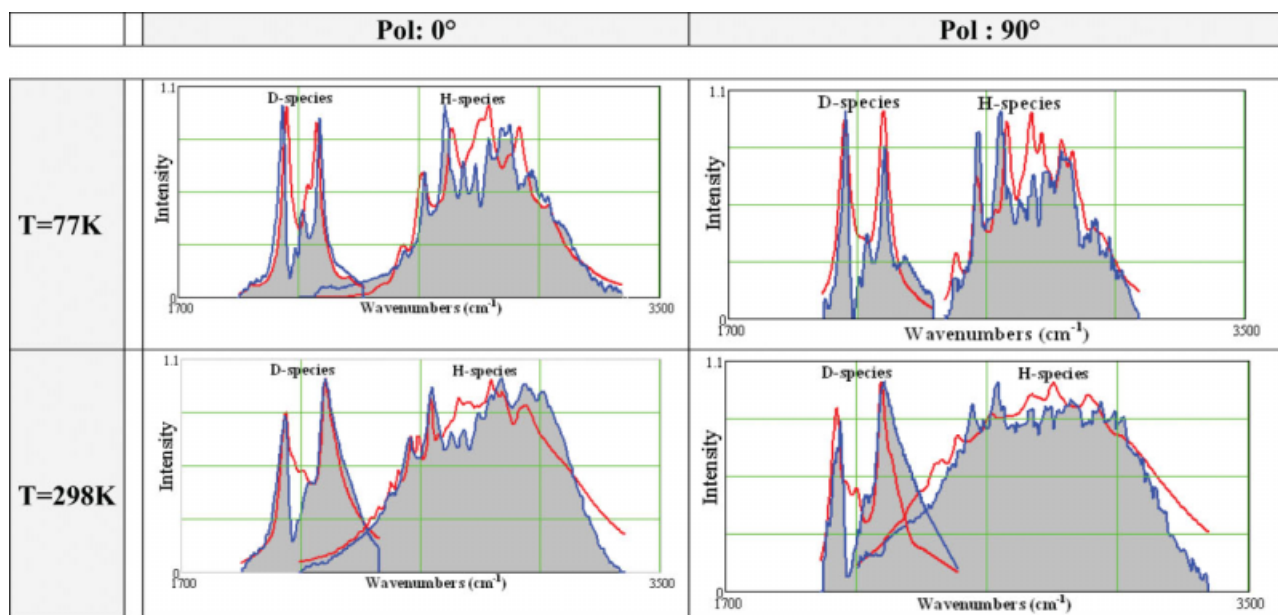 Pol: 0° Pol : 90°
T=77K
1.1
D-species H-species
Intensity
0
1700 Wavenumbers (cm-1) 3500
1.1
D-species H-species
Intensity
0
1700 Wavenumbers (cm-1) 3500
T=298K
1.1
D-species H-species
Intensity
0
1700 Wavenumbers (cm-1) 3500
1.1
D-species H-species
Intensity
0
1700 Wavenumbers (cm-1) 3500